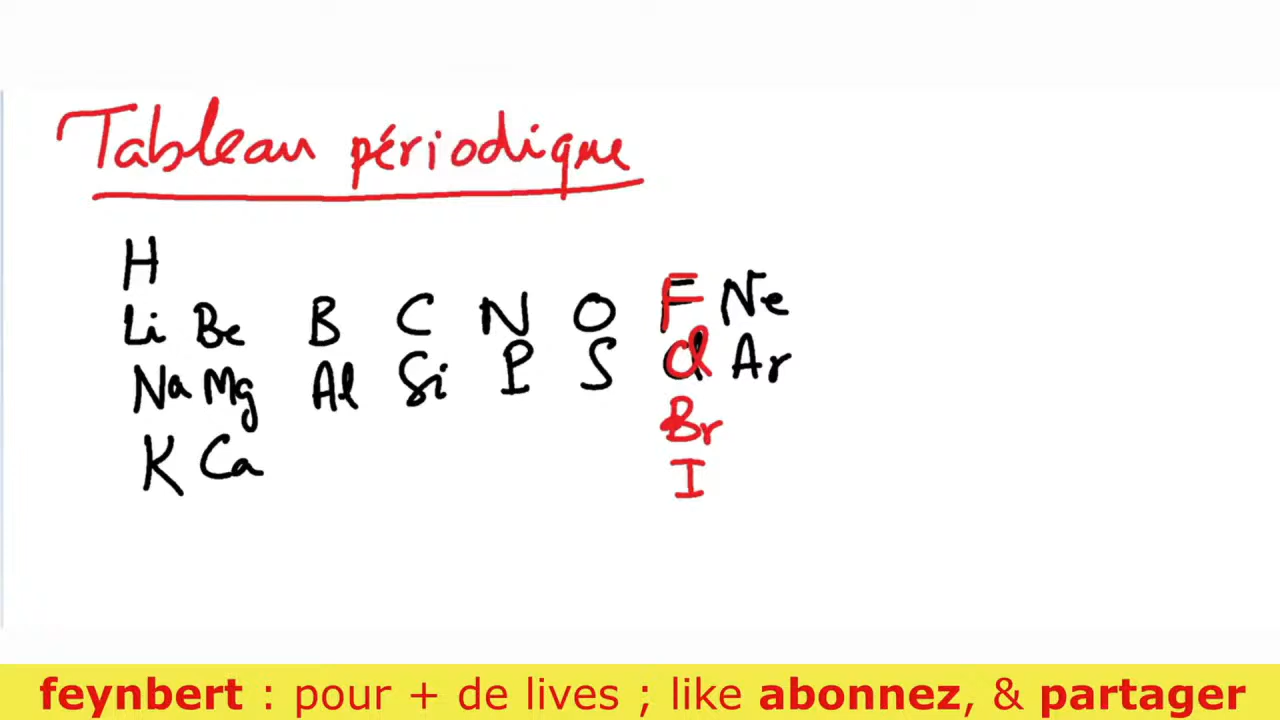 Tableau périodique
H
Li Be B C N O F Ne
Na Mg Al Si P S Cl Ar
K Ca Br
I
feynbert : pour + de lives ; like abonnez, & partager